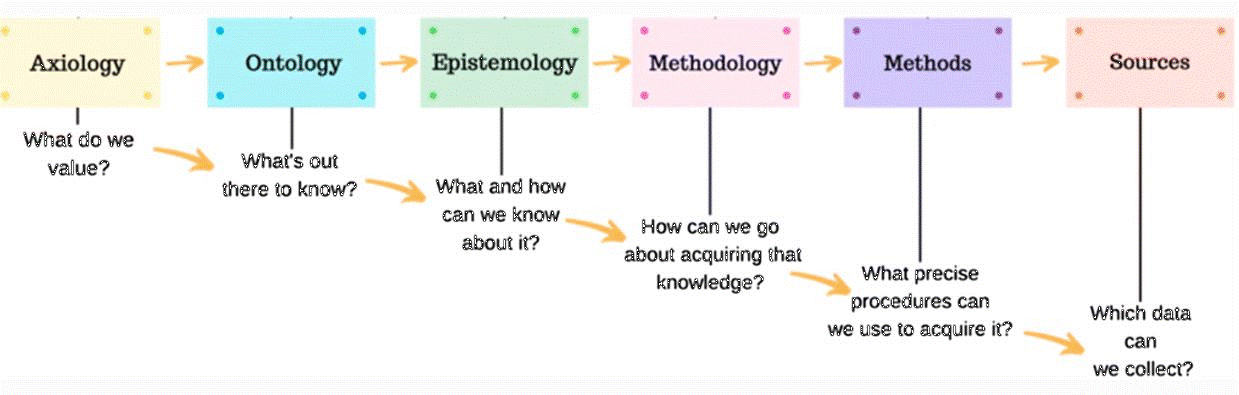 Axiology
Ontology
Epistemology
Methodology
Methods
Sources
What do we
value?
What's out
there to know?
What and how
can we know
about it?
How can we go
about acquiring that
knowledge?
What precise
procedures can
we use to acquire it?
Which data
can
we collect?